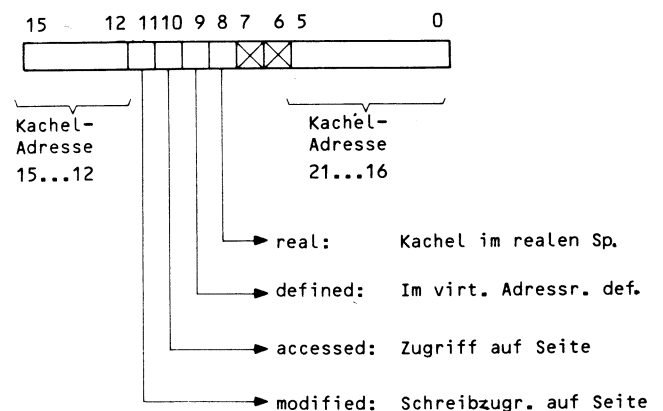 15 12 11 10 9 8 7 6 5 0
Kachel-
Adresse
15...12
Kachel-
Adresse
21...16
real: Kachel im realen Sp.
defined: Im virt. Adressr. def.
accessed: Zugriff auf Seite
modified: Schreibzugr. auf Seite